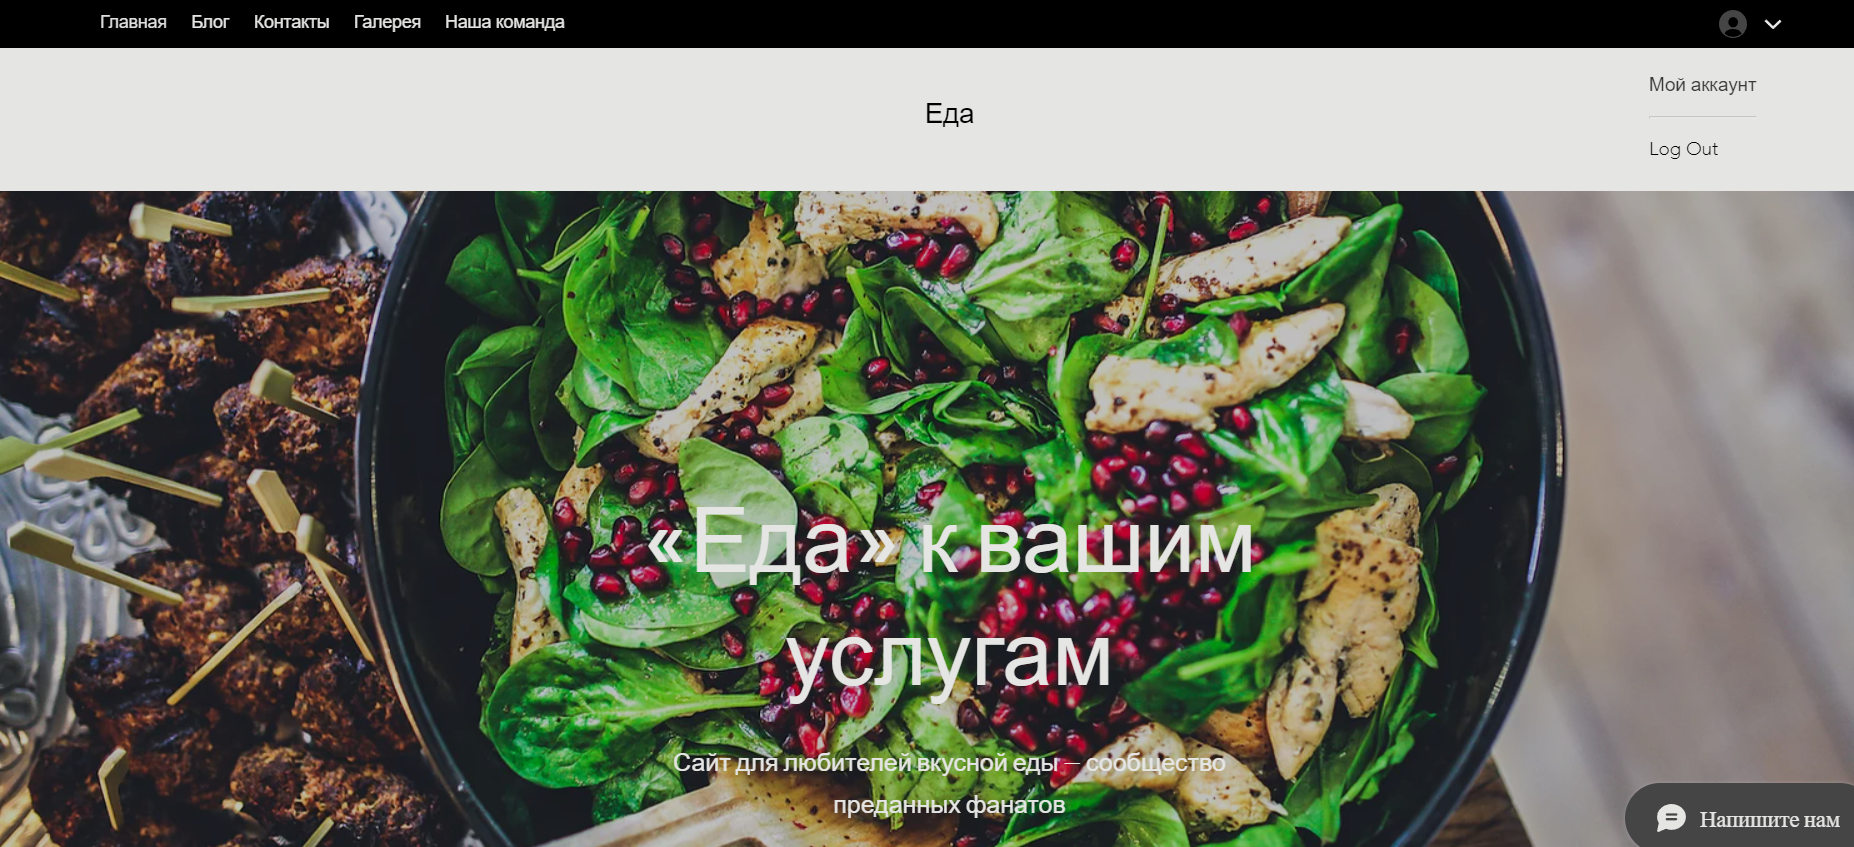 Главная Блог Контакты Галерея Наша команда
Мой аккаунт
Еда
Log Out
«Еда» к вашим
услугам
Сайт для любителей вкусной еды — сообщество
преданных фанатов
Напишите нам